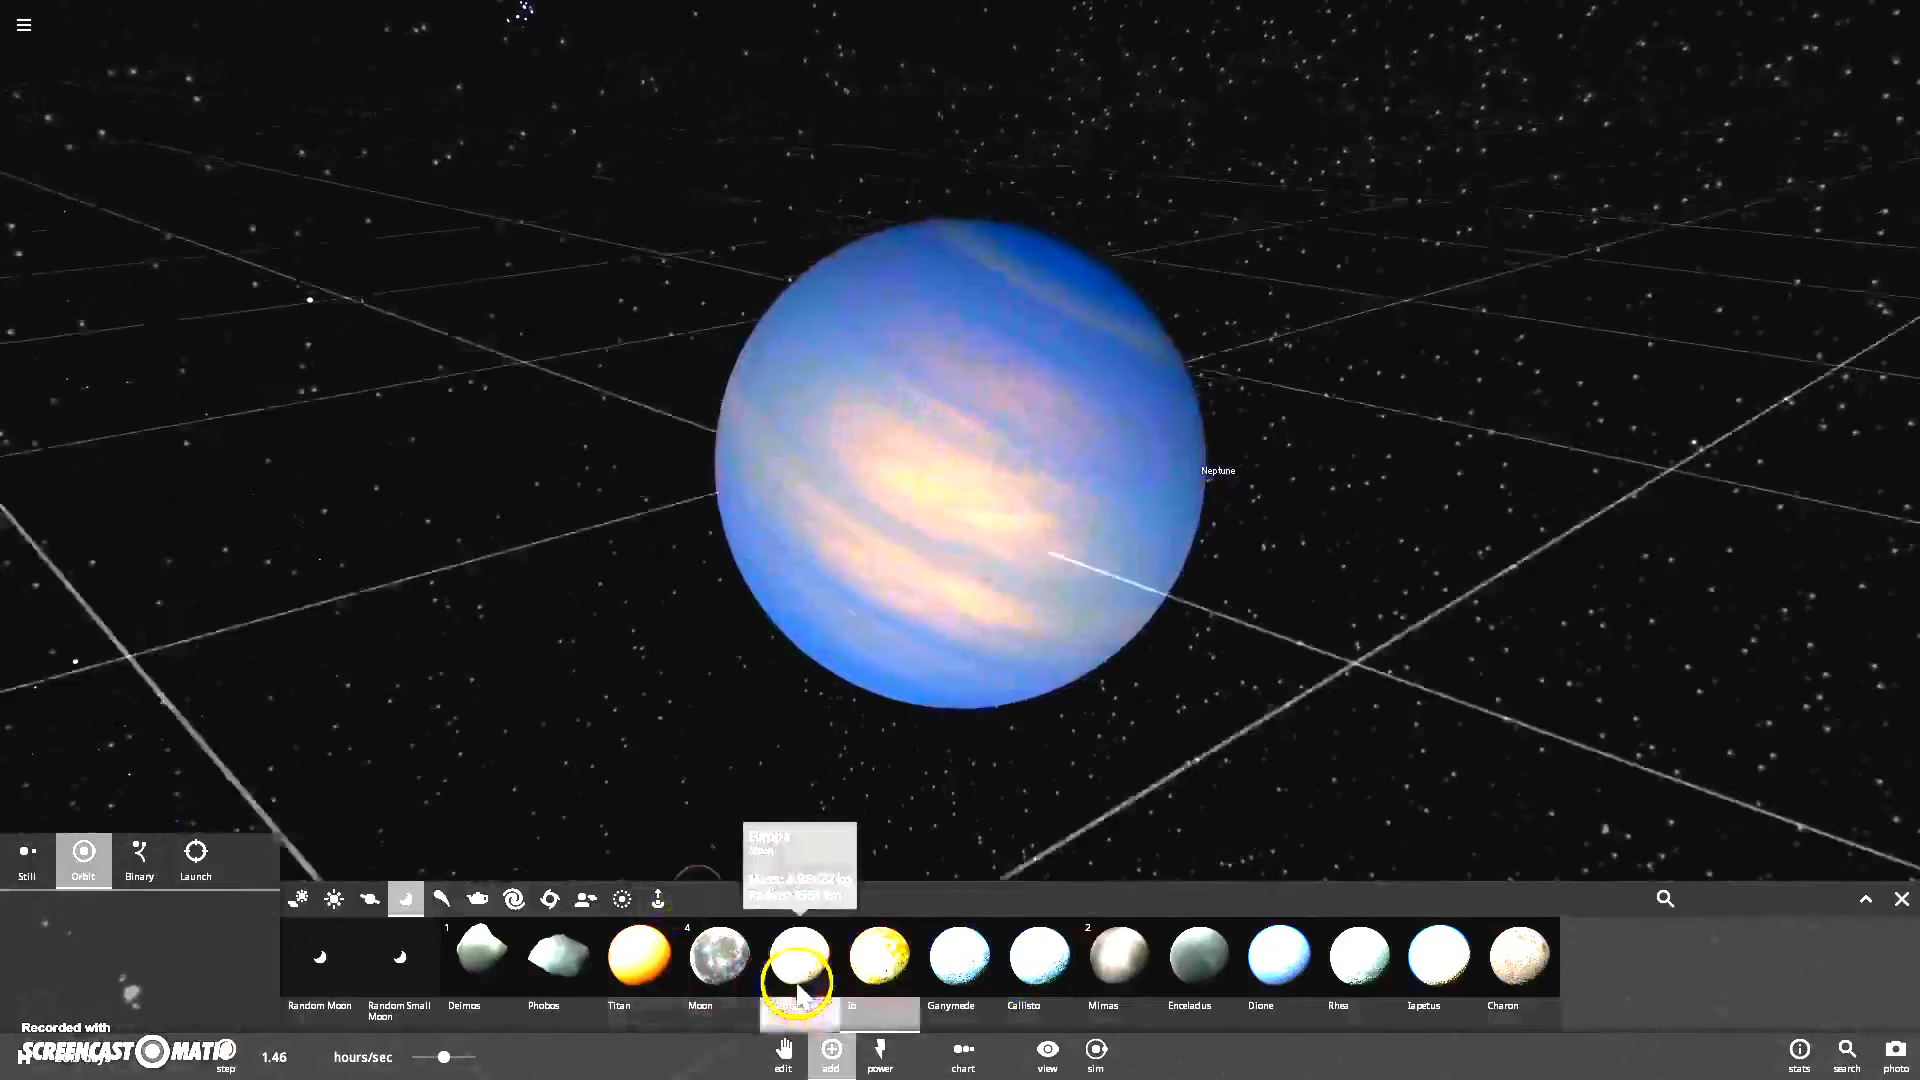 Neptune
Europa
Still
Orbit
Binary
Launch
1
4
2
Random Moon
Random Small Moon
Deimos
Phobos
Titan
Moon
Io
Ganymede
Callisto
Mimas
Enceladus
Dione
Rhea
Iapetus
Charon
Recorded with
SCREENCAST MATIC
step
1.46
hours/sec
edit
add
power
chart
view
sim
stats
search
photo